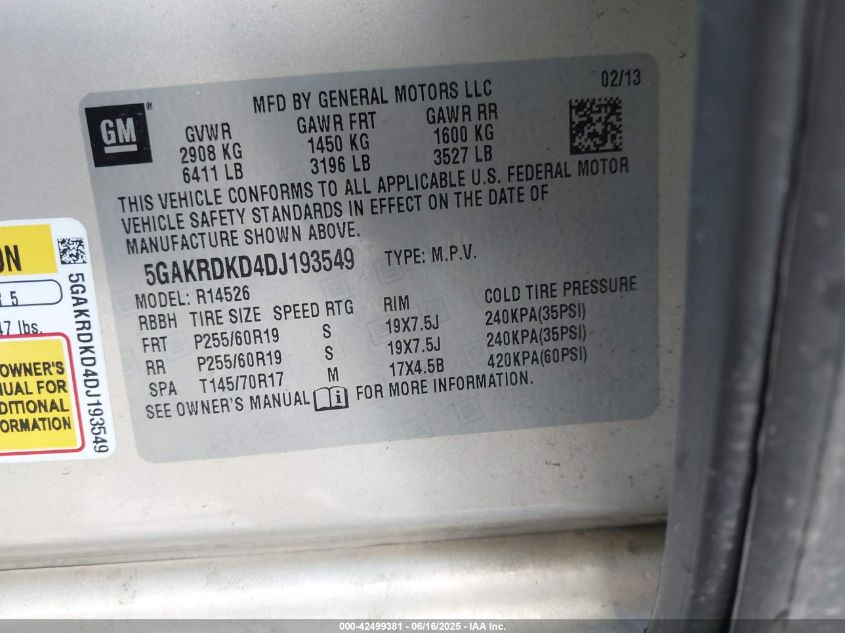 MFD BY GENERAL MOTORS LLC
02/13
GM
®
GVWR GAWR FRT GAWR RR
2908 KG 1450 KG 1600 KG
6411 LB 3196 LB 3527 LB
THIS VEHICLE CONFORMS TO ALL APPLICABLE U.S. FEDERAL MOTOR
VEHICLE SAFETY STANDARDS IN EFFECT ON THE DATE OF
MANUFACTURE SHOWN ABOVE.
5GAKRDKD4DJ193549 TYPE: M.P.V.
MODEL: R14526
RBBH TIRE SIZE SPEED RTG RIM COLD TIRE PRESSURE
FRT P255/60R19 S 19X7.5J 240KPA(35PSI)
RR P255/60R19 S 19X7.5J 240KPA(35PSI)
SPA T145/70R17 M 17X4.5B 420KPA(60PSI)
SEE OWNER'S MANUAL FOR MORE INFORMATION.
ON
5
47 lbs.
OWNER'S
UAL FOR
DITIONAL
ORMATION
5GAKRDKD4DJ193549
000-42499381 - 06/16/2025 - IAA Inc.